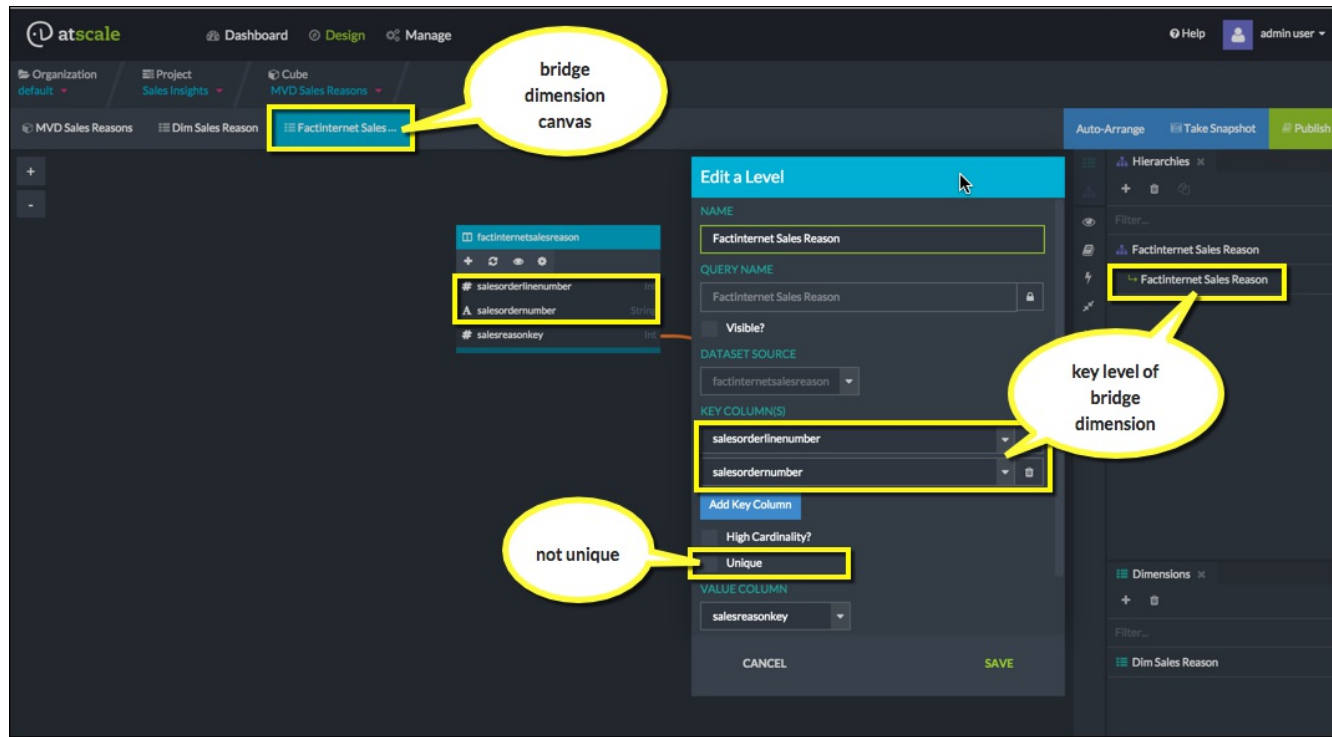 atscale
Dashboard Design Manage
Help admin user
Organization Project Cube
default Sales Insights MVD Sales Reasons
bridge
dimension
canvas
MVD Sales Reasons Dim Sales Reason Factinternet Sales ...
Auto-Arrange Take Snapshot Publish
+
-
factinternetsalesreason
# salesorderlinenumber Int
A salesordernumber String
# salesreasonkey Int
Edit a Level
NAME
Factinternet Sales Reason
QUERY NAME
Factinternet Sales Reason
Visible?
DATASET SOURCE
factinternetsalesreason
KEY COLUMN(S)
salesorderlinenumber
salesordernumber
Add Key Column
High Cardinality?
Unique
not unique
VALUE COLUMN
salesreasonkey
CANCEL SAVE
Hierarchies ×
Filter...
Factinternet Sales Reason
Factinternet Sales Reason
key level of
bridge
dimension
Dimensions ×
Filter...
Dim Sales Reason